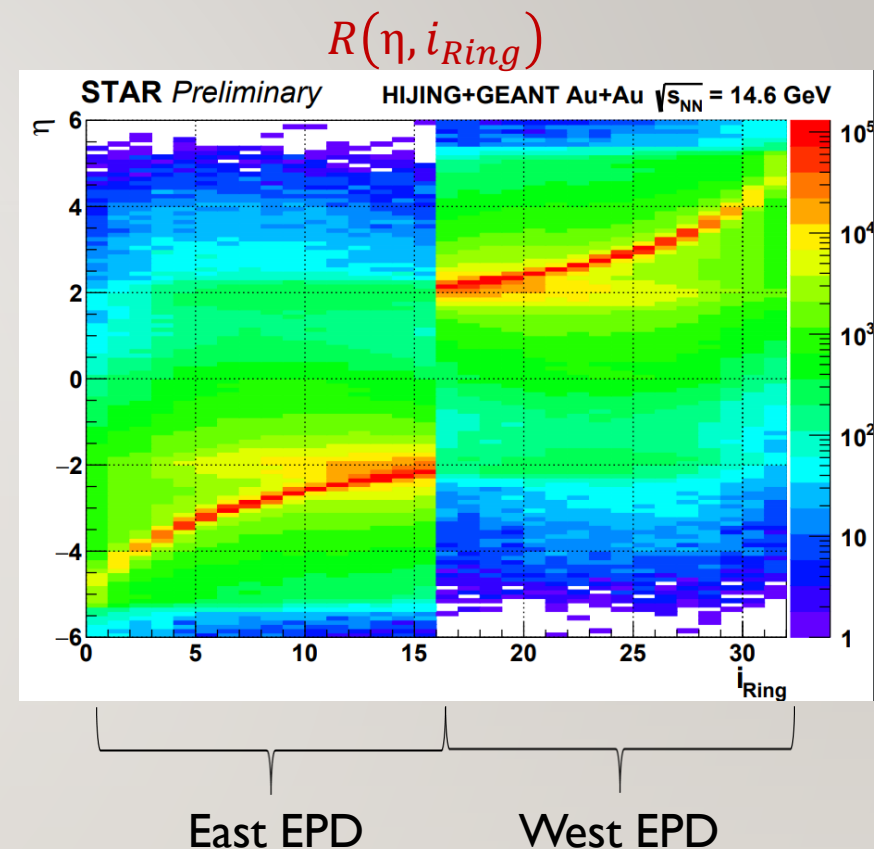 R(η, i_Ring)
STAR Preliminary HIJING+GEANT Au+Au √s_NN = 14.6 GeV
η
6
4
2
0
−2
−4
−6
0 5 10 15 20 25 30
i_Ring
10^5
10^4
10^3
10^2
10
1
East EPD West EPD